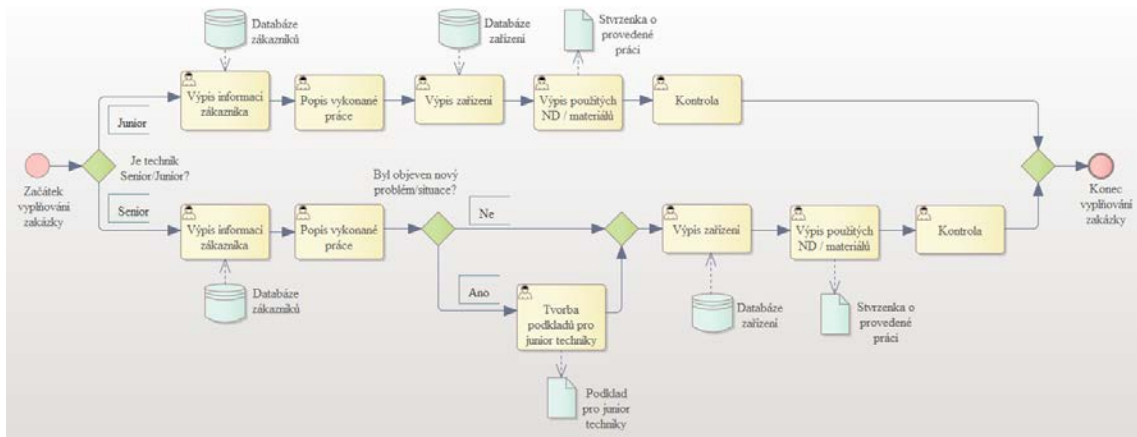 Databáze
zákazníků
Databáze
zařízení
Stvrzenka o
provedené
práci
Výpis informací
zákazníka
Popis vykonané
práce
Výpis zařízení
Výpis použitých
ND / materiálů
Kontrola
Junior
Začátek
vyplňování
zakázky
Je technik
Senior/Junior?
Senior
Výpis informací
zákazníka
Popis vykonané
práce
Byl objeven nový
problém/situace?
Ne
Ano
Tvorba
podkladů pro
junior techniky
Výpis zařízení
Výpis použitých
ND / materiálů
Kontrola
Konec
vyplňování
zakázky
Databáze
zákazníků
Databáze
zařízení
Stvrzenka o
provedené
práci
Podklad
pro junior
techniky